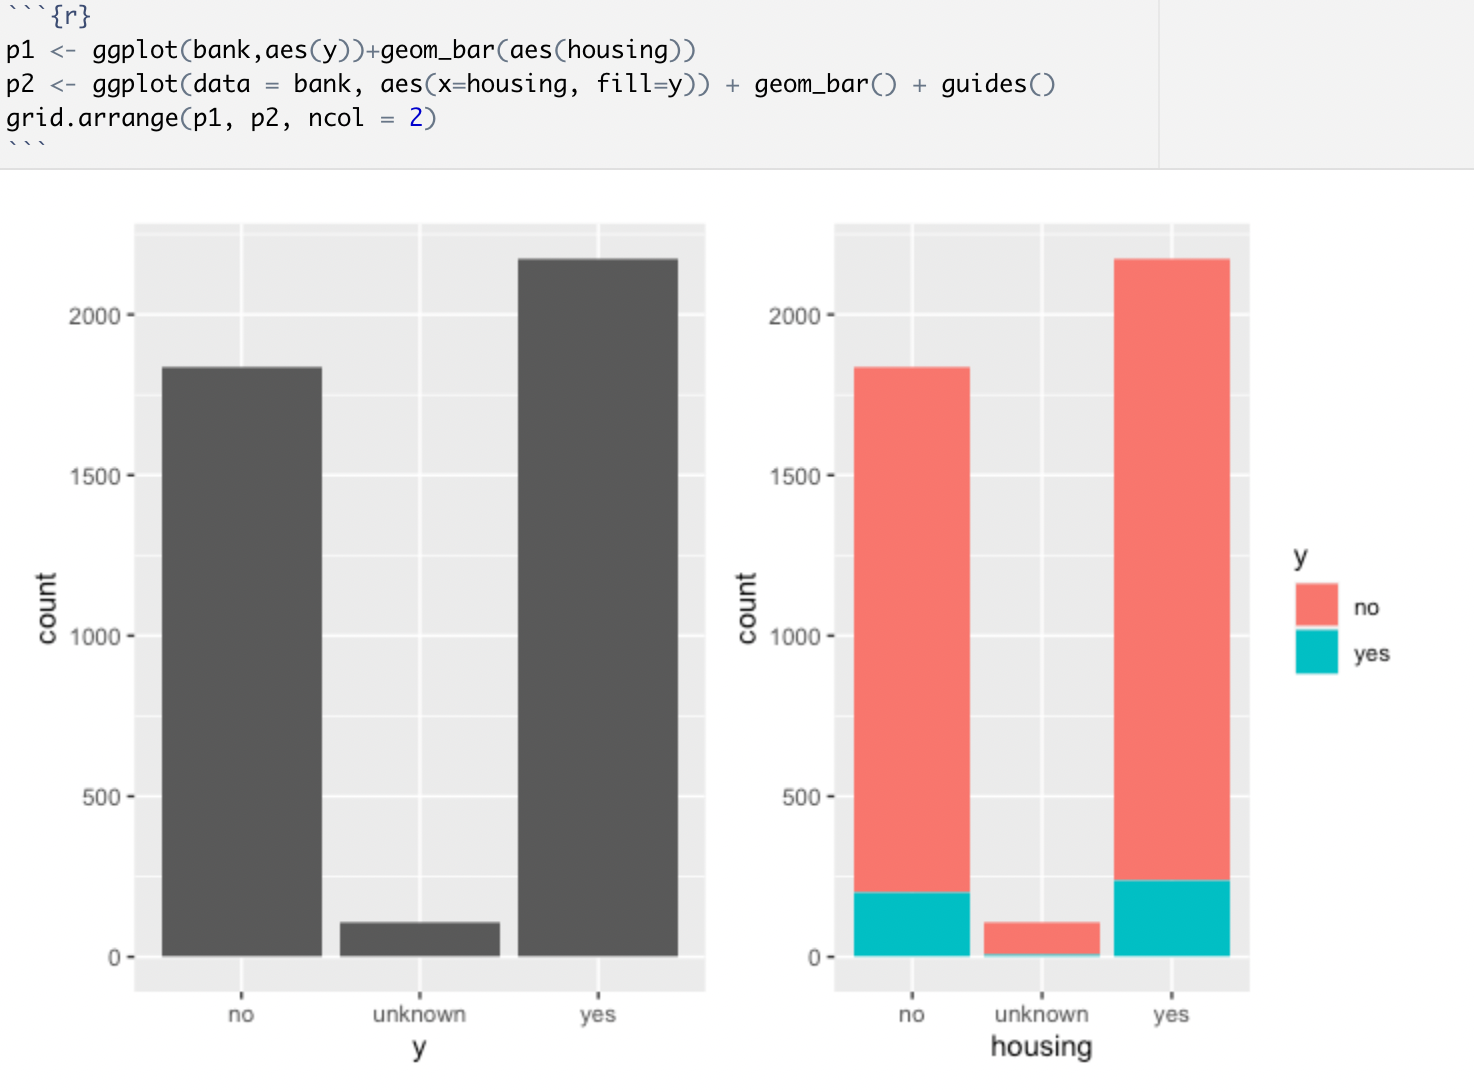 ```{r}
p1 <- ggplot(bank,aes(y))+geom_bar(aes(housing))
p2 <- ggplot(data = bank, aes(x=housing, fill=y)) + geom_bar() + guides()
grid.arrange(p1, p2, ncol = 2)
```
2000
1500
1000
500
0
count
no unknown yes
y
2000
1500
1000
500
0
count
no unknown yes
housing
y
no
yes